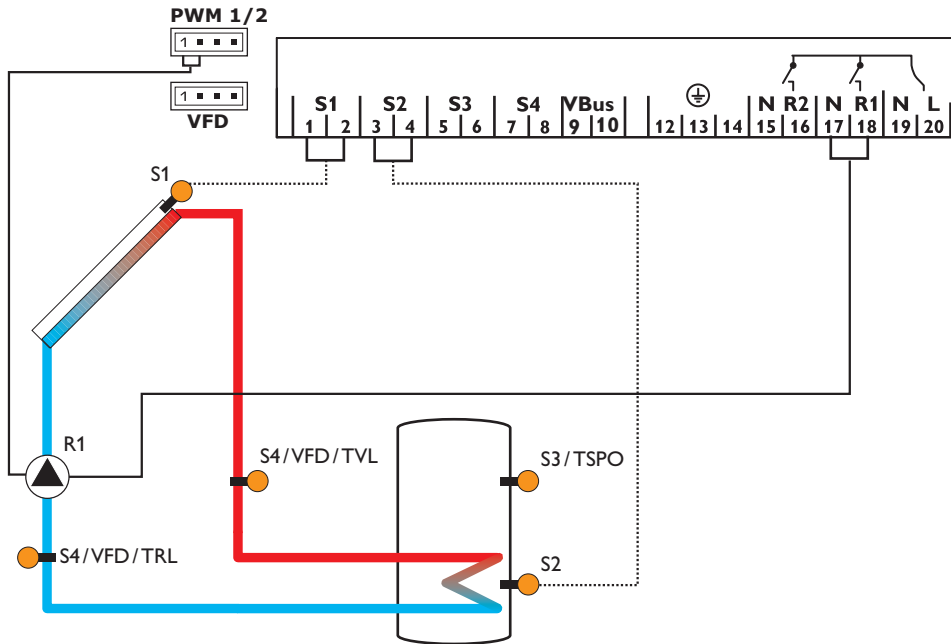 PWM 1/2
1
1
VFD
S1 S2 S3 S4 VBus N R2 N R1 N L
1 2 3 4 5 6 7 8 9 10 12 13 14 15 16 17 18 19 20
S1
R1
S4/VFD/TVL
S3/TSPO
S4/VFD/TRL
S2